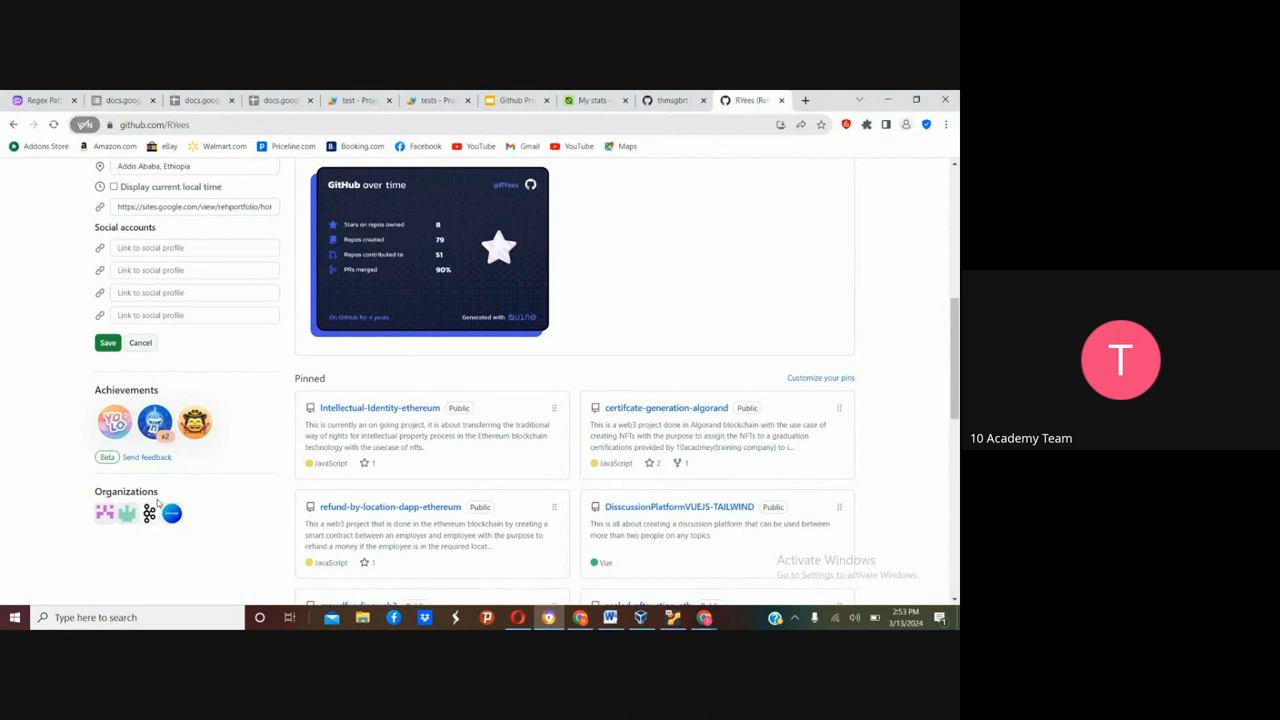 Regex Pat
docs.goog
docs.goog
docs.goog
test - Proj
tests - Proj
Github Pro
My stats -
thmsgbrt
RYees (Re
github.com/RYees
Addons Store
Amazon.com
eBay
Walmart.com
Priceline.com
Booking.com
Facebook
YouTube
Gmail
YouTube
Maps
Addis Ababa, Ethiopia
Display current local time
https://sites.google.com/view/rehportfolio/hor
Social accounts
Link to social profile
Link to social profile
Link to social profile
Link to social profile
Save Cancel
Achievements
x2
Beta Send feedback
Organizations
GitHub over time @RYees
Stars on repos owned 8
Repos created 79
Repos contributed to 51
PRs merged 90%
On GitHub for 4 years Generated with QUINE
Pinned Customize your pins
Intellectual-Identity-ethereum Public
This is currently an on going project, it is about transferring the traditional
way of rights for intellectual property process in the Ethereum blockchain
technology with the usecase of nfts.
JavaScript 1
certifcate-generation-algorand Public
This is a web3 project done in Algorand blockchain with the use case of
creating NFTs with the purpose to assign the NFTs to a graduation
certifications provided by 10acadmey(training company) to i...
JavaScript 2 1
refund-by-location-dapp-ethereum Public
This a web3 project that is done in the ethereum blockchain by creating a
smart contract between an employer and employee with the purpose to
refund a money if the employee is in the required locat...
JavaScript 1
DisscussionPlatformVUEJS-TAILWIND Public
This is all about creating a discussion platform that can be used between
more than two people on any topics
Vue
Activate Windows
Go to Settings to activate Windows.
Type here to search
2:53 PM
3/13/2024
T
10 Academy Team